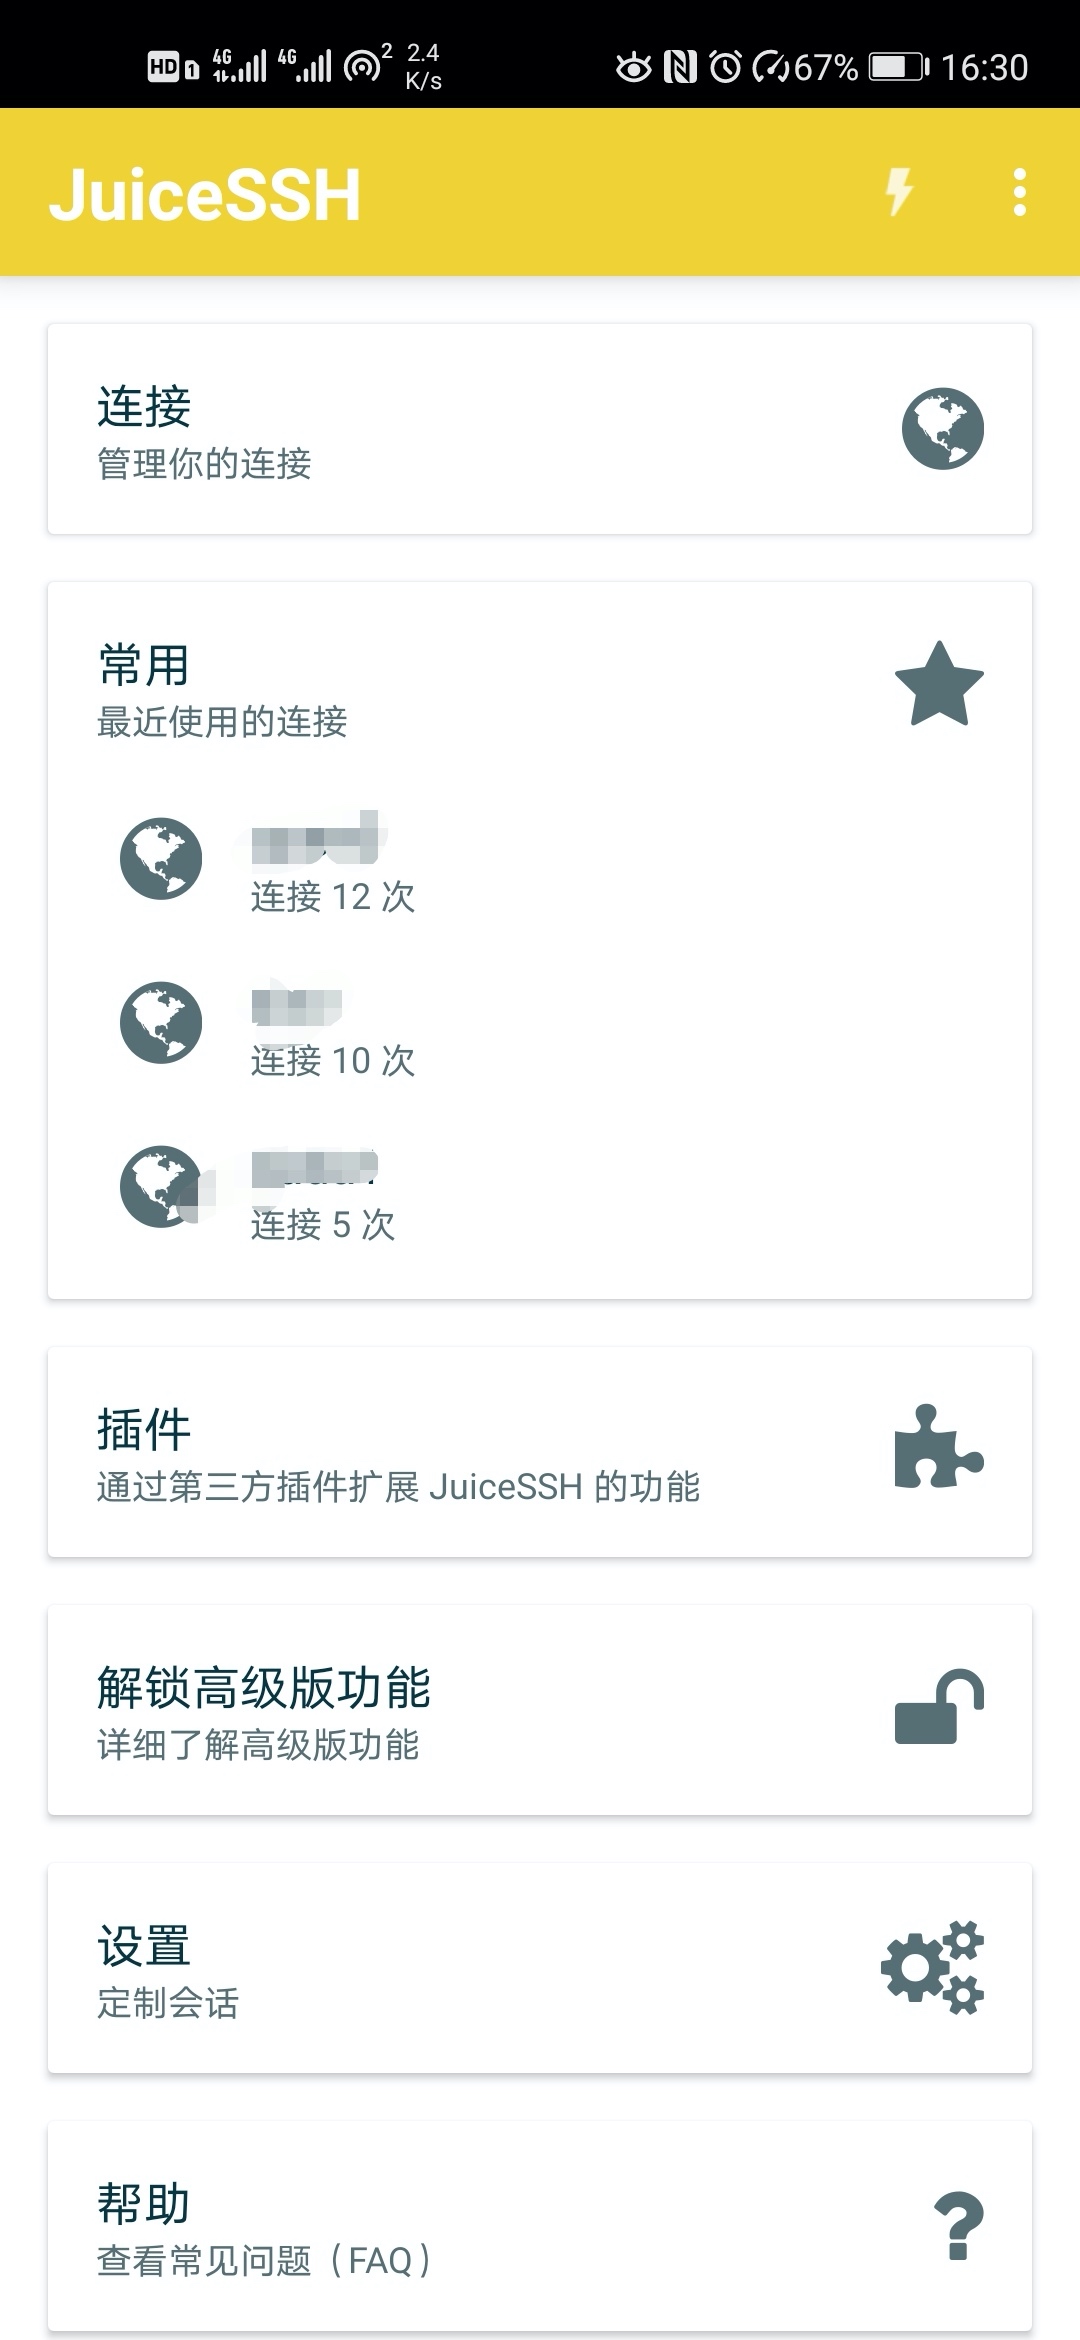 HD 1 4G 4G 2 2.4 K/s 67% 16:30
JuiceSSH
连接
管理你的连接
常用
最近使用的连接
连接 12 次
连接 10 次
连接 5 次
插件
通过第三方插件扩展 JuiceSSH 的功能
解锁高级版功能
详细了解高级版功能
设置
定制会话
帮助
查看常见问题（FAQ）